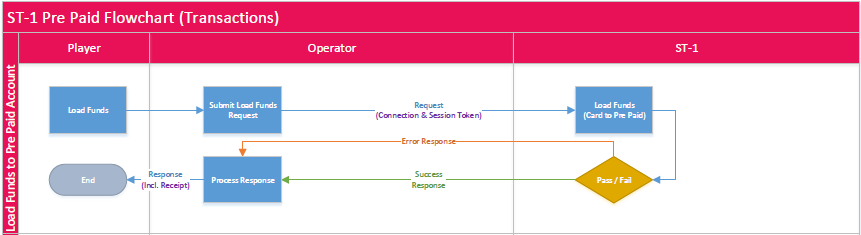 ST-1 Pre Paid Flowchart (Transactions)
Player
Operator
ST-1
Load Funds to Pre Paid Account
Load Funds
Submit Load Funds
Request
Request
(Connection & Session Token)
Load Funds
(Card to Pre Paid)
Error Response
End
Response
(Incl. Receipt)
Process Response
Success
Response
Pass / Fail